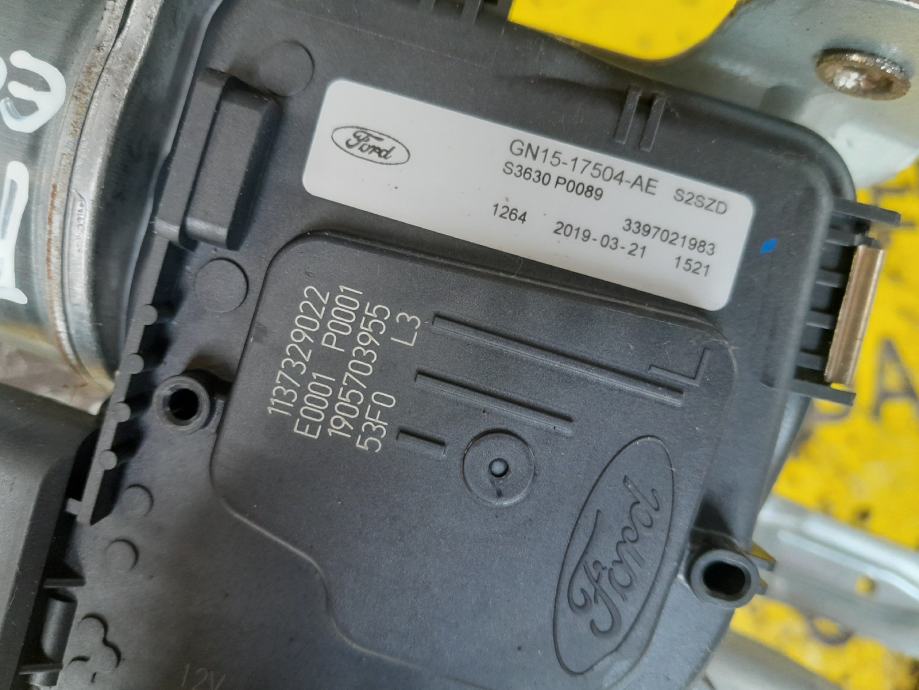 Ford
GN15-17504-AE S2SZD
S3630 P0089
3397021983
1264 2019-03-21 1521
1137329022
E0001 P0001
1905703955
53F0 L3
L
Ford
12V